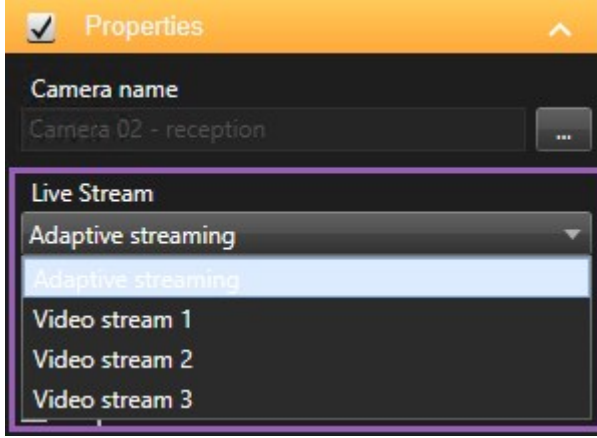 Properties
Camera name
Camera 02 - reception
...
Live Stream
Adaptive streaming
Adaptive streaming
Video stream 1
Video stream 2
Video stream 3